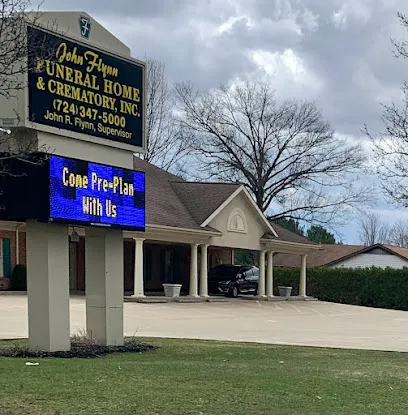 John Flynn
FUNERAL HOME
& CREMATORY, INC.
(724)347-5000
John R. Flynn, Supervisor
Come Pre-Plan
With Us